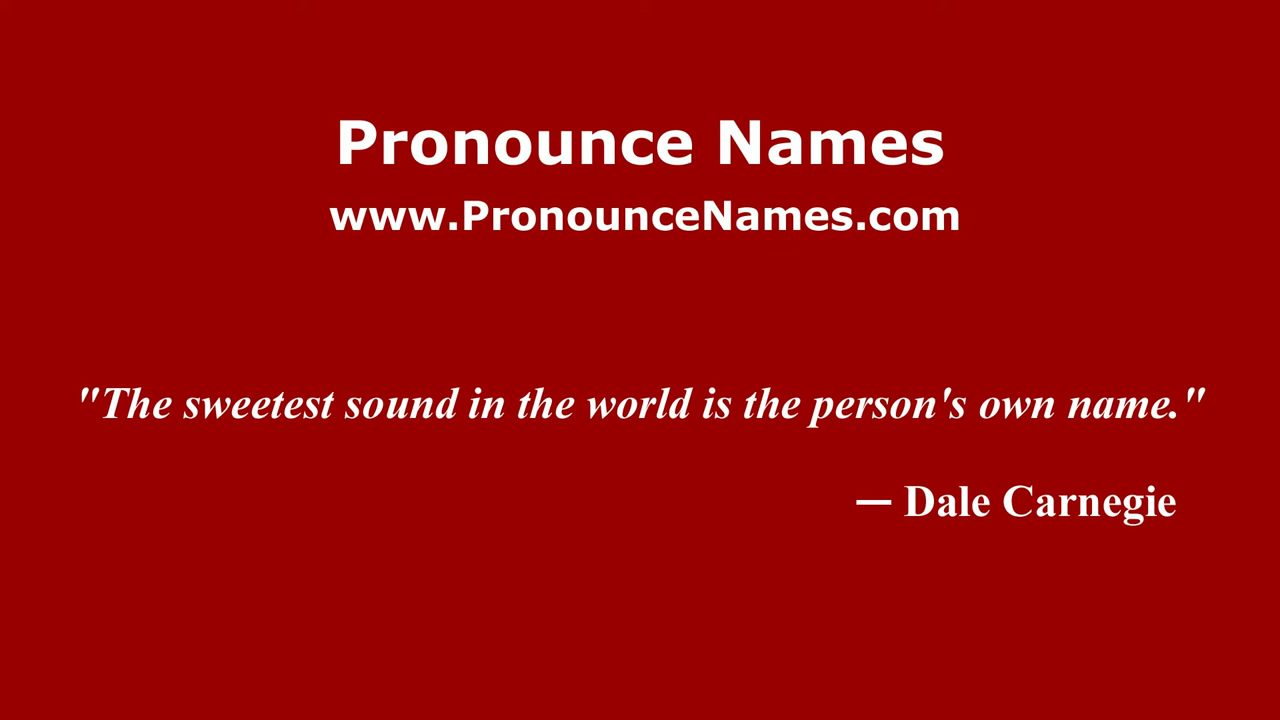 Pronounce Names
www.PronounceNames.com
"The sweetest sound in the world is the person's own name."
— Dale Carnegie